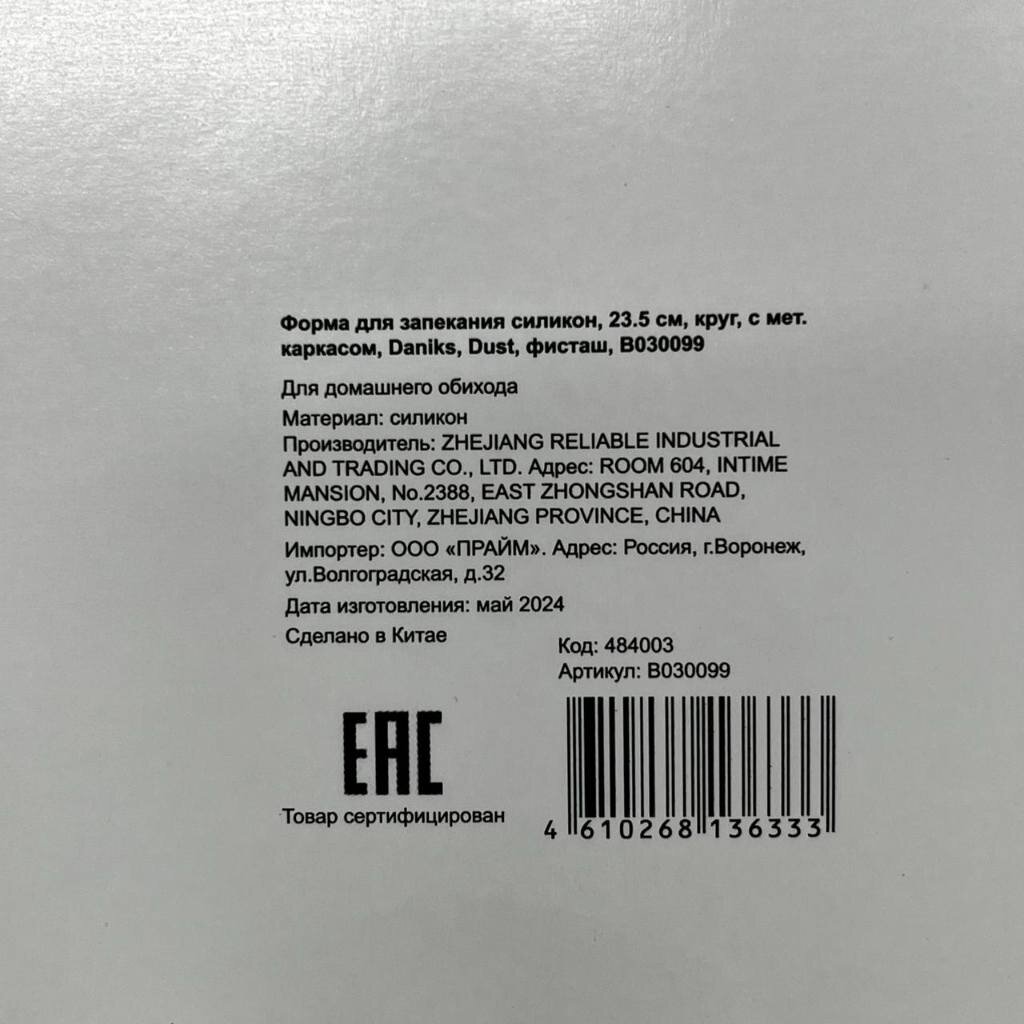 Форма для запекания силикон, 23.5 см, круг, с мет.
каркасом, Daniks, Dust, фисташ, B030099
Для домашнего обихода
Материал: силикон
Производитель: ZHEJIANG RELIABLE INDUSTRIAL
AND TRADING CO., LTD. Адрес: ROOM 604, INTIME
MANSION, No.2388, EAST ZHONGSHAN ROAD,
NINGBO CITY, ZHEJIANG PROVINCE, CHINA
Импортер: ООО «ПРАЙМ». Адрес: Россия, г.Воронеж,
ул.Волгоградская, д.32
Дата изготовления: май 2024
Сделано в Китае
Код: 484003
Артикул: B030099
EAC
Товар сертифицирован
4 610268 136333